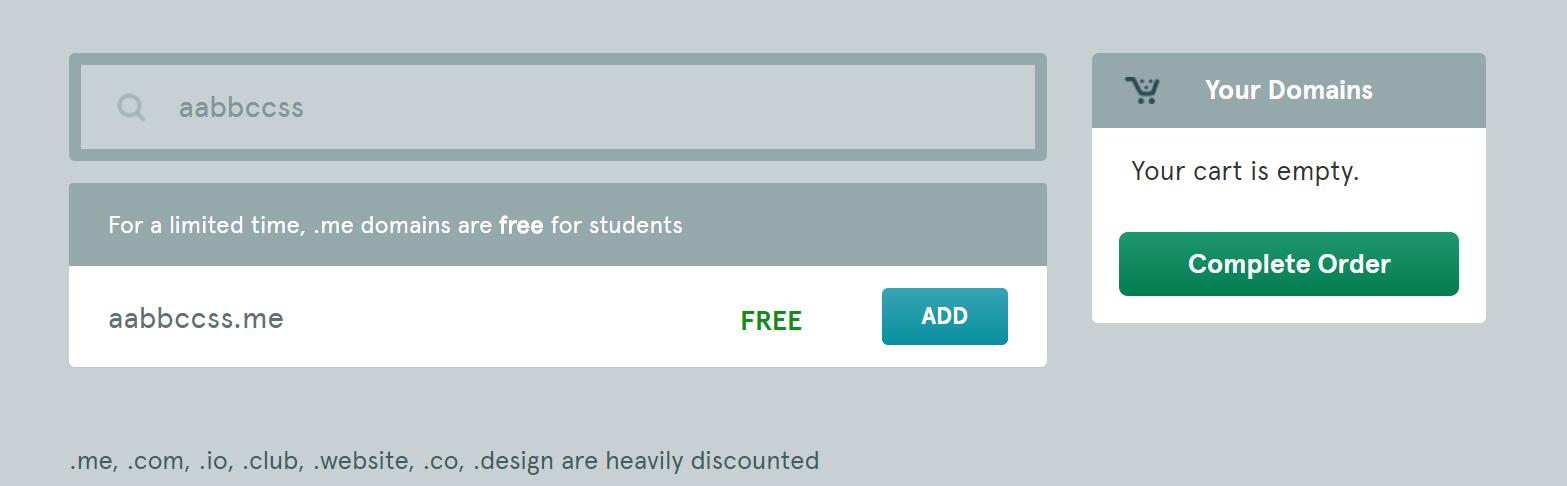 aabbccss
Your Domains
For a limited time, .me domains are free for students
Your cart is empty.
aabbccss.me
FREE
ADD
Complete Order
.me, .com, .io, .club, .website, .co, .design are heavily discounted